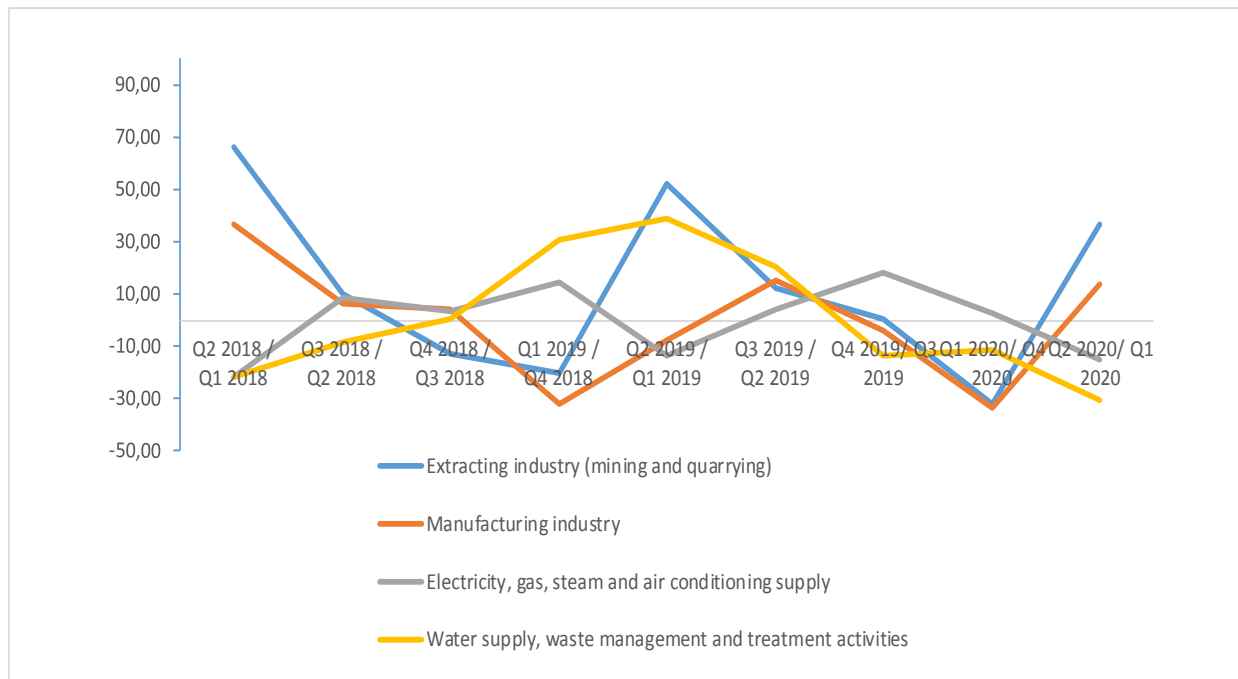 90,00
70,00
50,00
30,00
10,00
-10,00
-30,00
-50,00
Q2 2018 /
Q1 2018
Q3 2018 /
Q2 2018
Q4 2018 /
Q3 2018
Q1 2019 /
Q4 2018
Q2 2019 /
Q1 2019
Q3 2019 /
Q2 2019
Q4 2019/ Q3
2019
Q1 2020/ Q4
2020
Q2 2020/ Q1
2020
Extracting industry (mining and quarrying)
Manufacturing industry
Electricity, gas, steam and air conditioning supply
Water supply, waste management and treatment activities